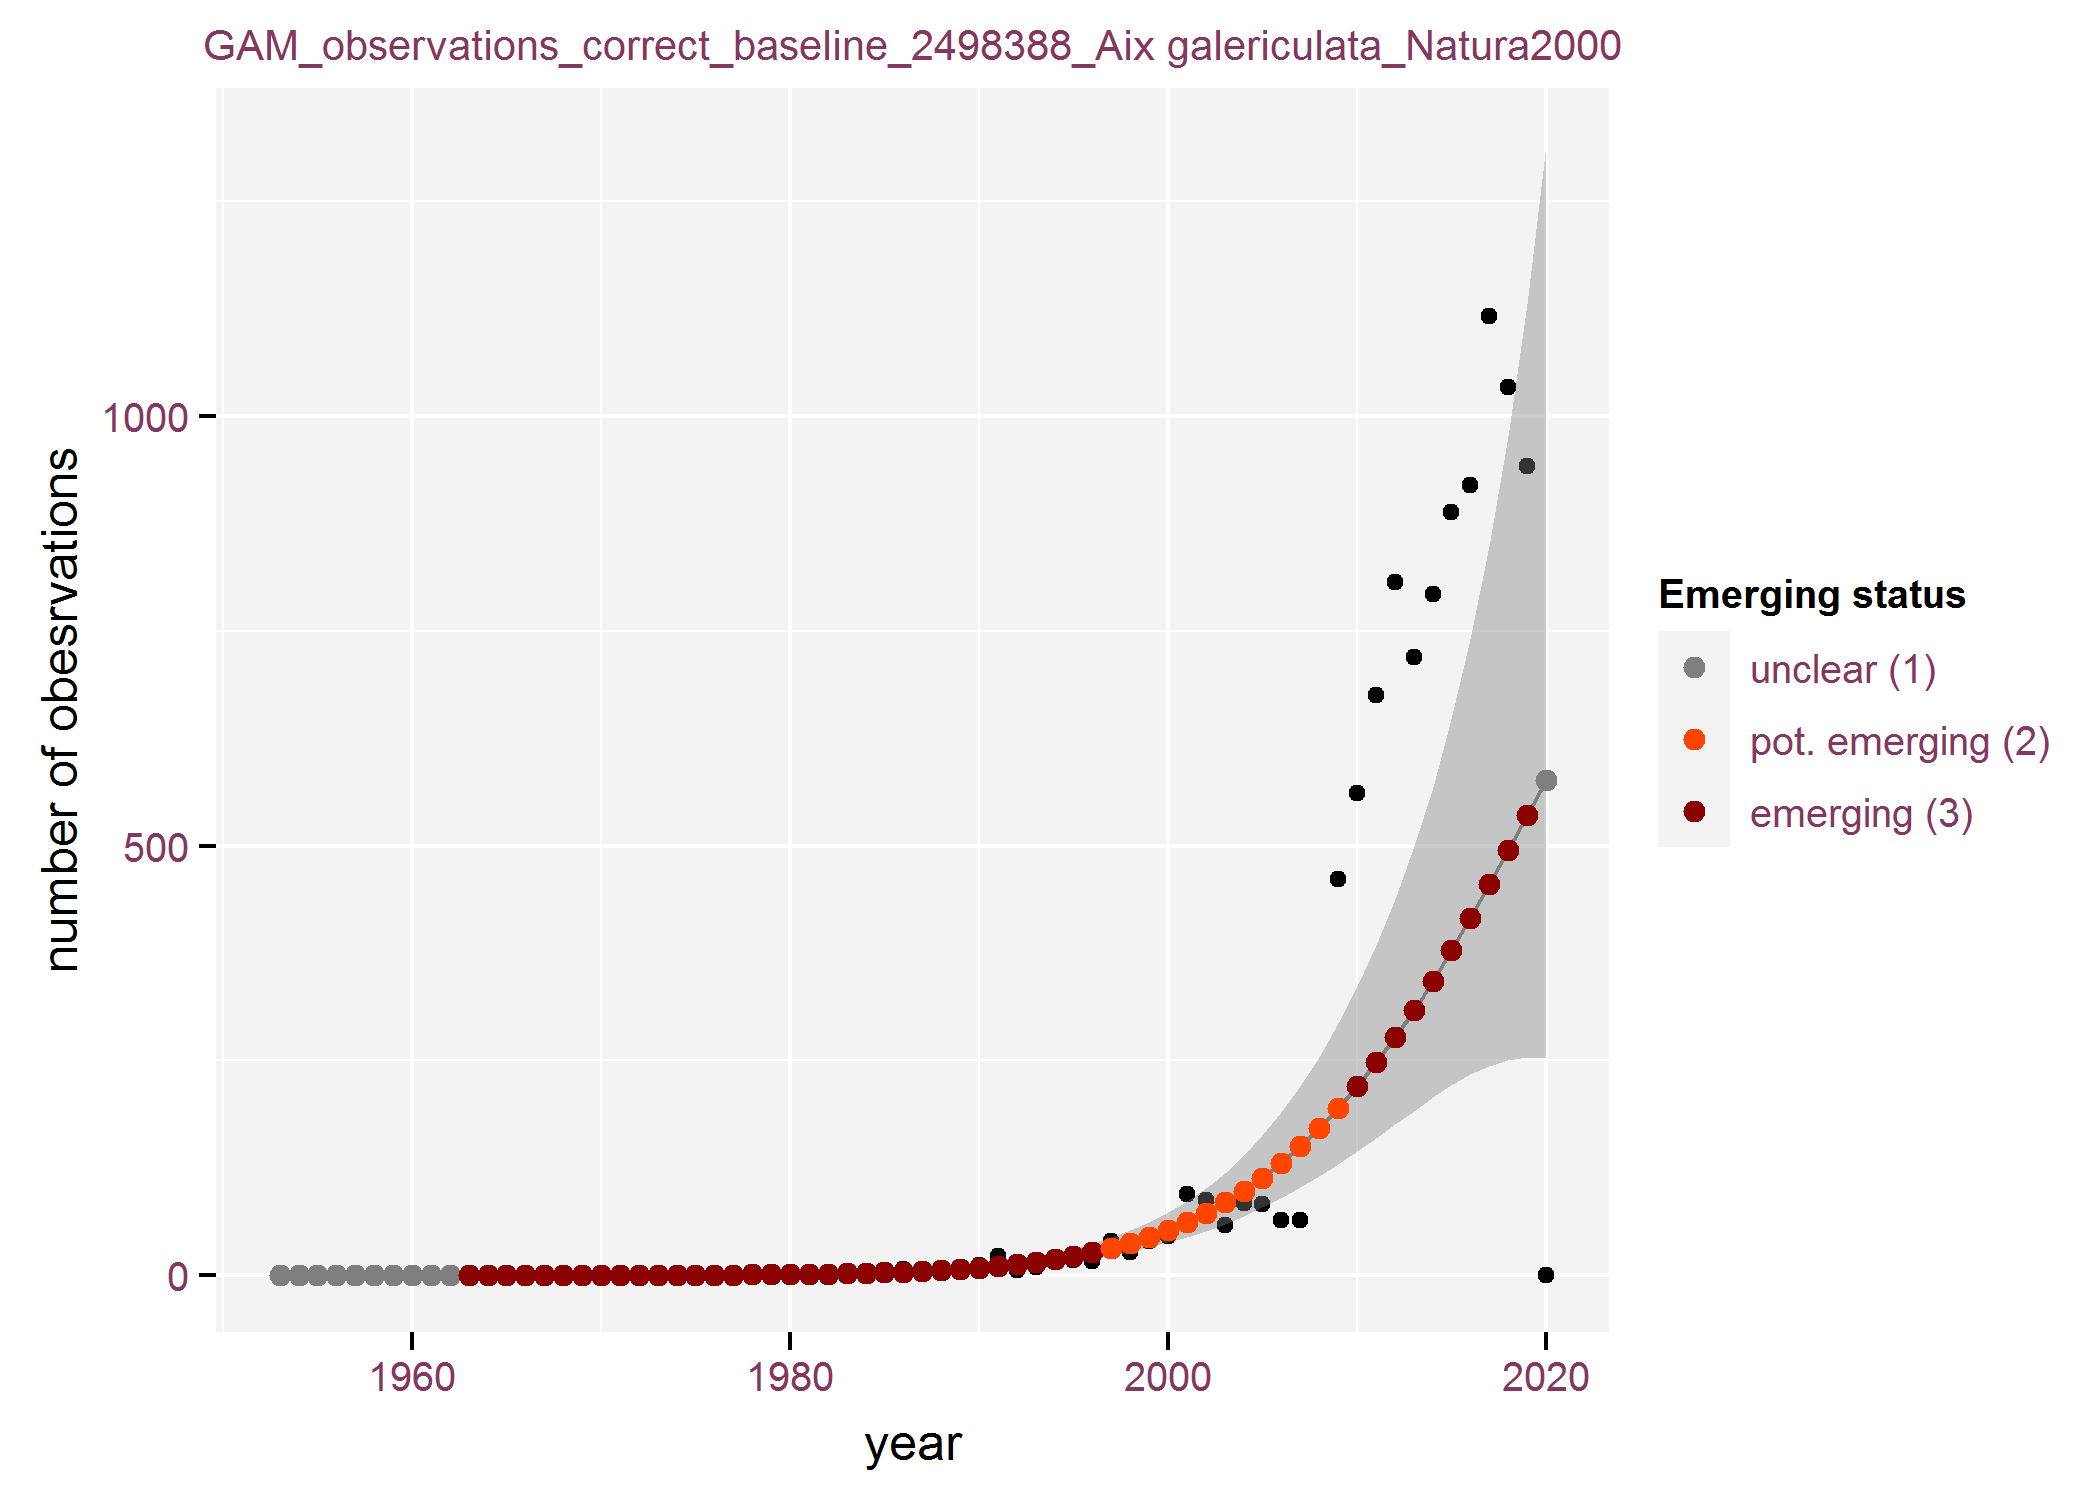 GAM_observations_correct_baseline_2498388_Aix galericulata_Natura2000
number of obesrvations
1000
500
0
1960
1980
2000
2020
year
Emerging status
unclear (1)
pot. emerging (2)
emerging (3)